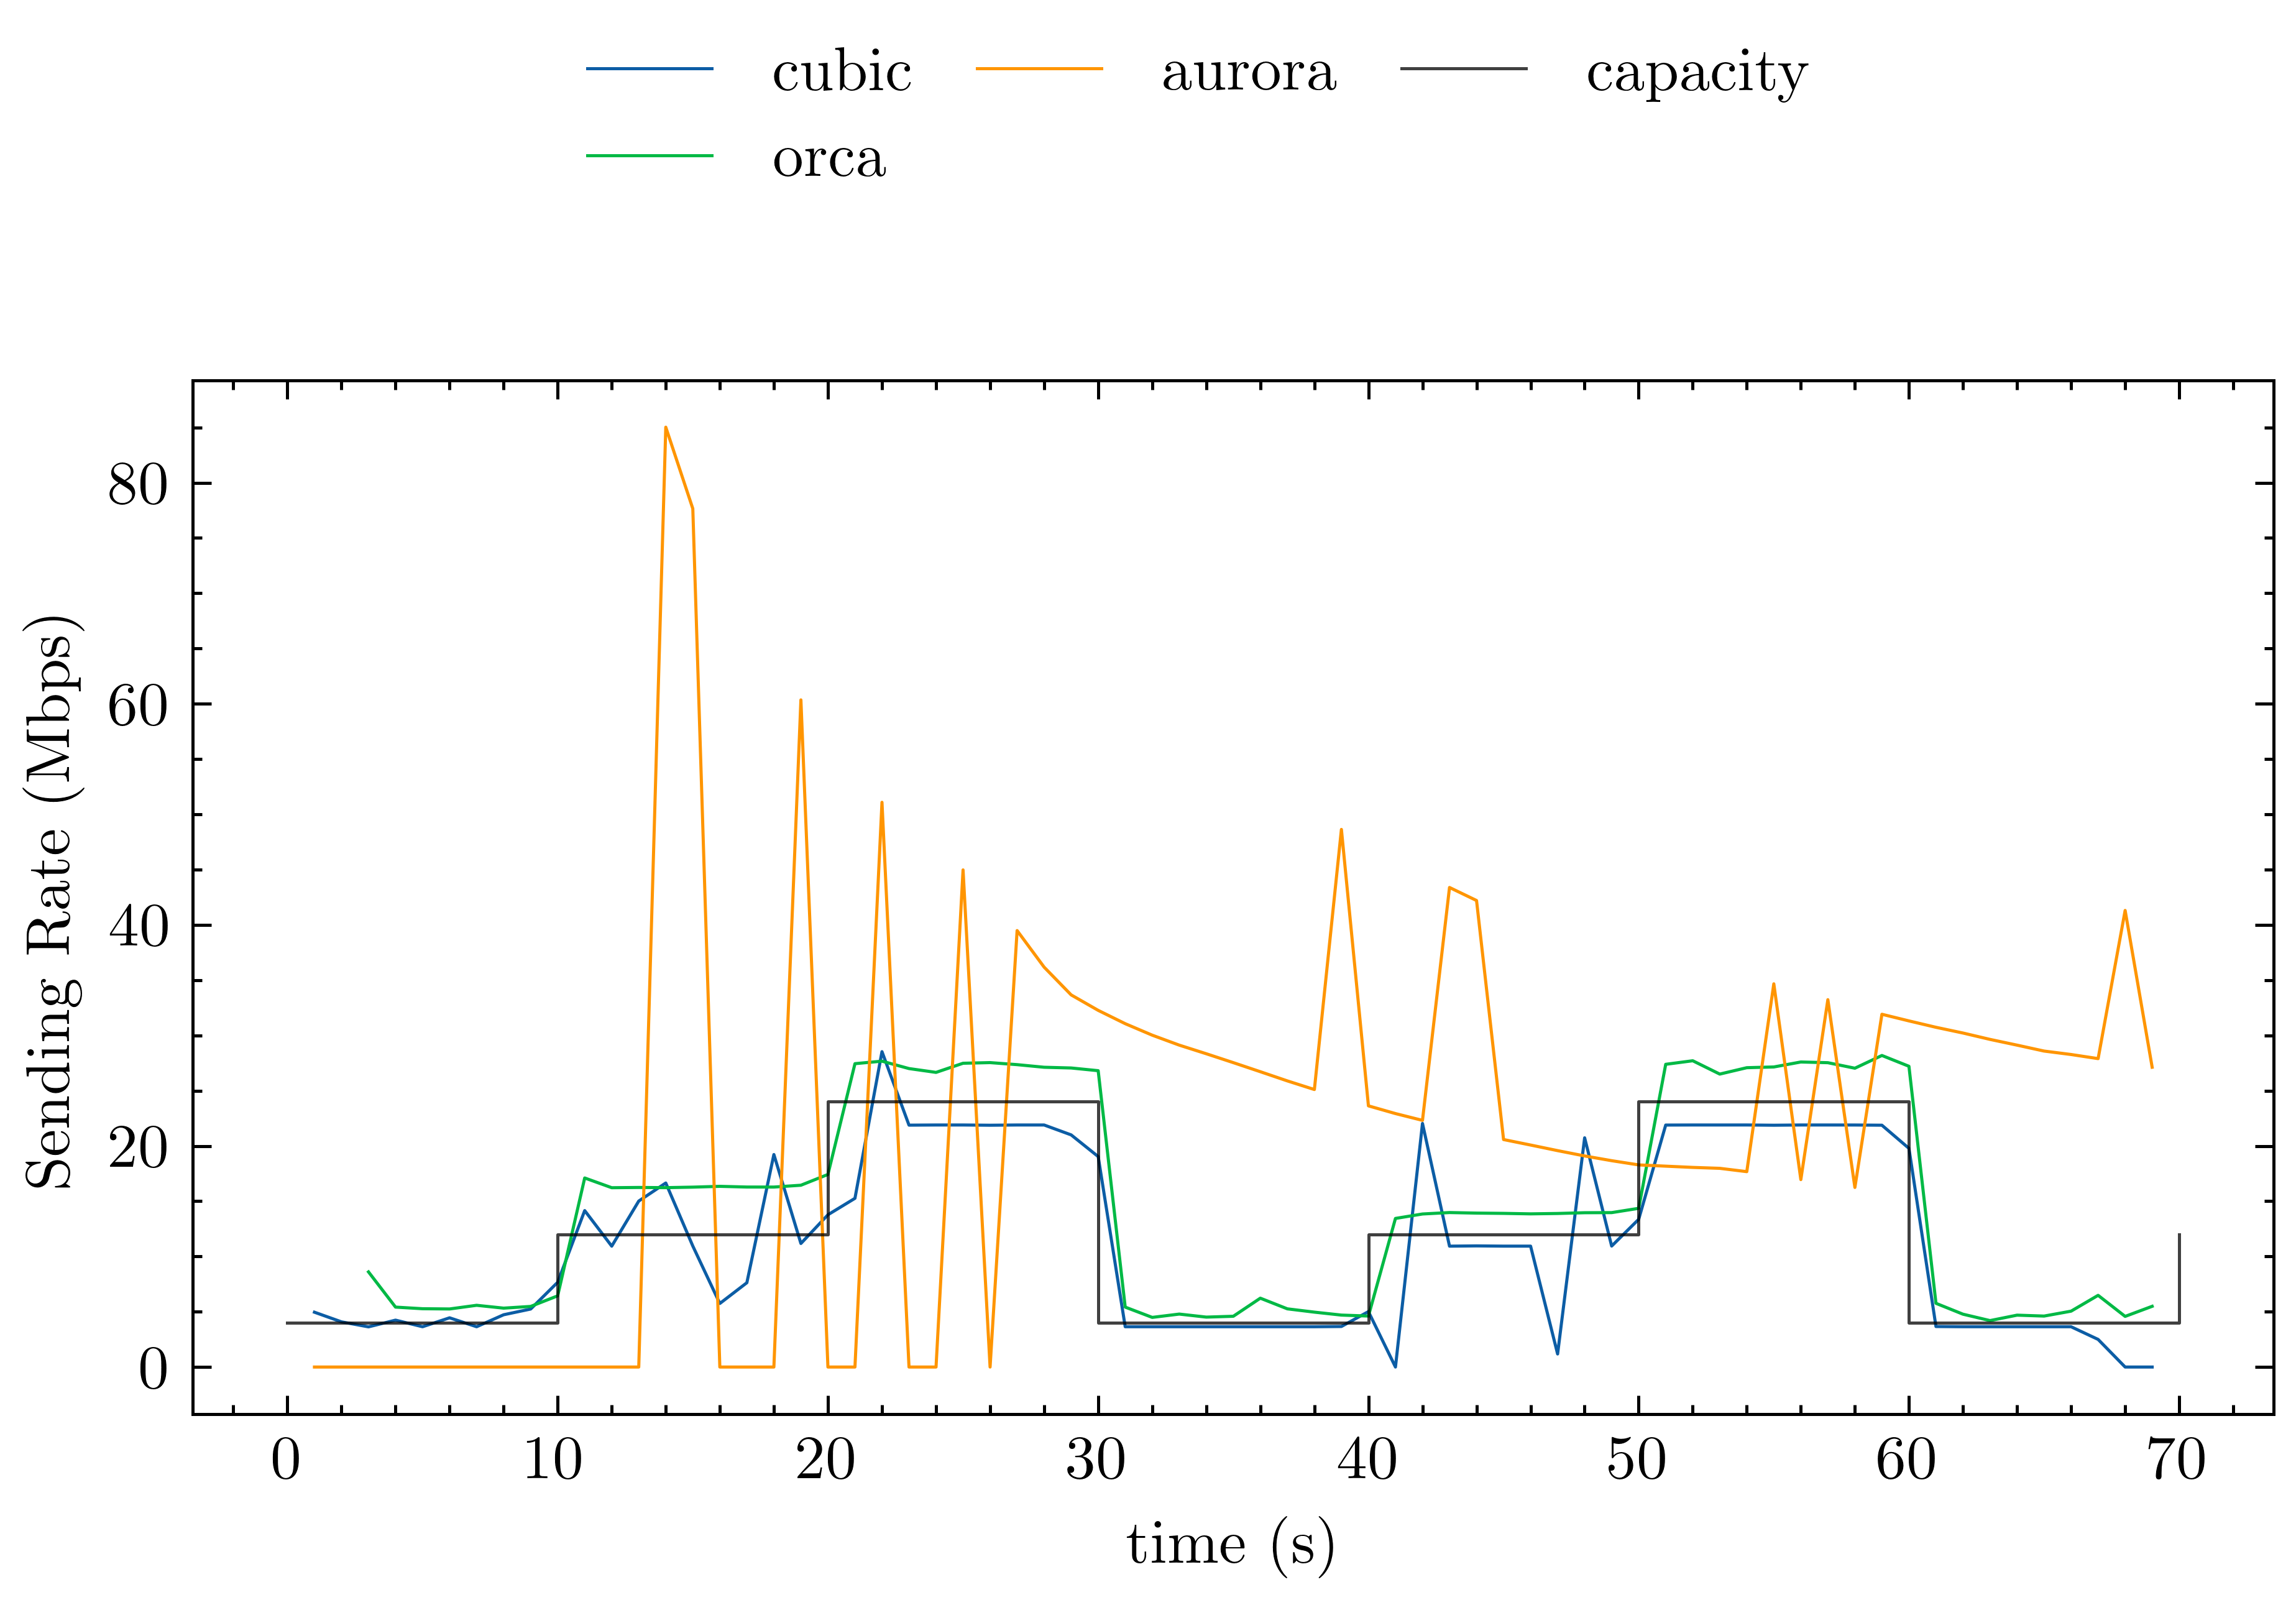 cubic aurora capacity
orca
Sending Rate (Mbps)
80
60
40
20
0
0 10 20 30 40 50 60 70
time (s)